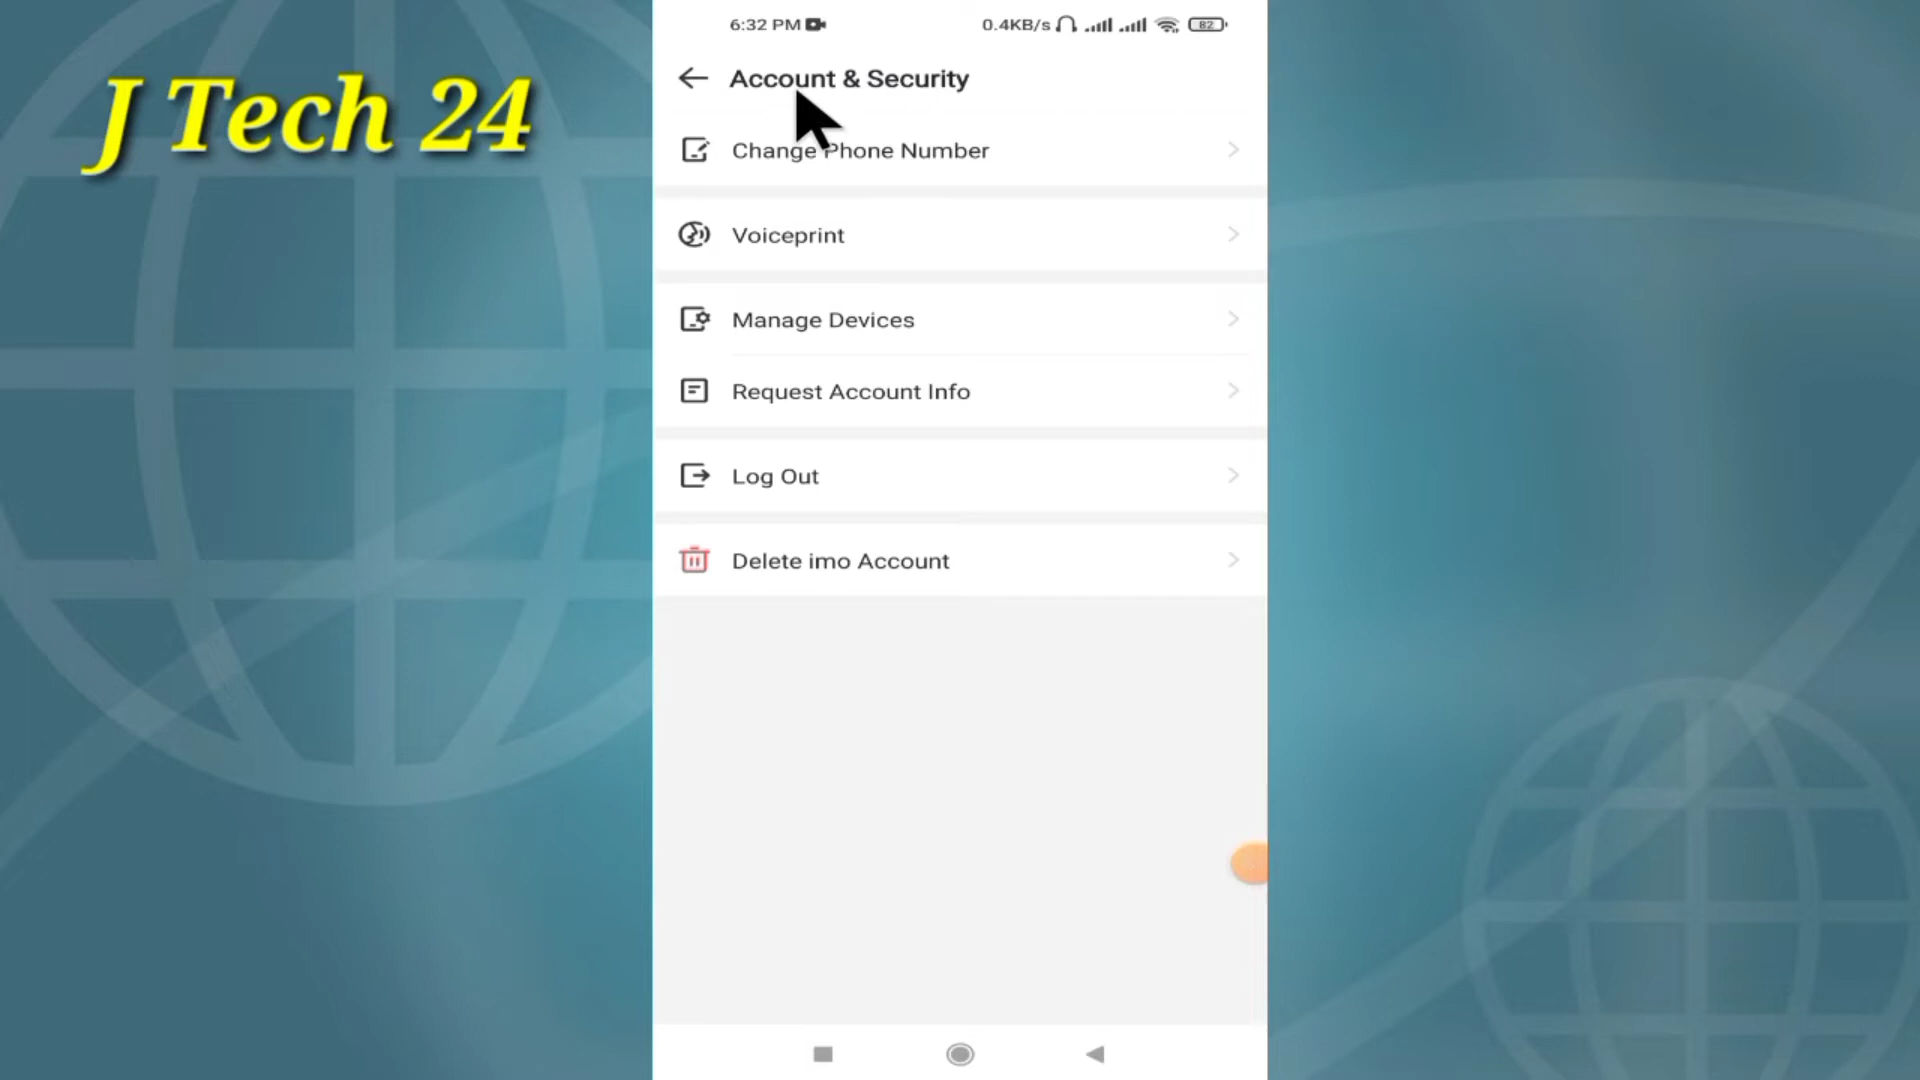 J Tech 24
6:32 PM
0.4KB/s
82
Account & Security
Change Phone Number
Voiceprint
Manage Devices
Request Account Info
Log Out
Delete imo Account